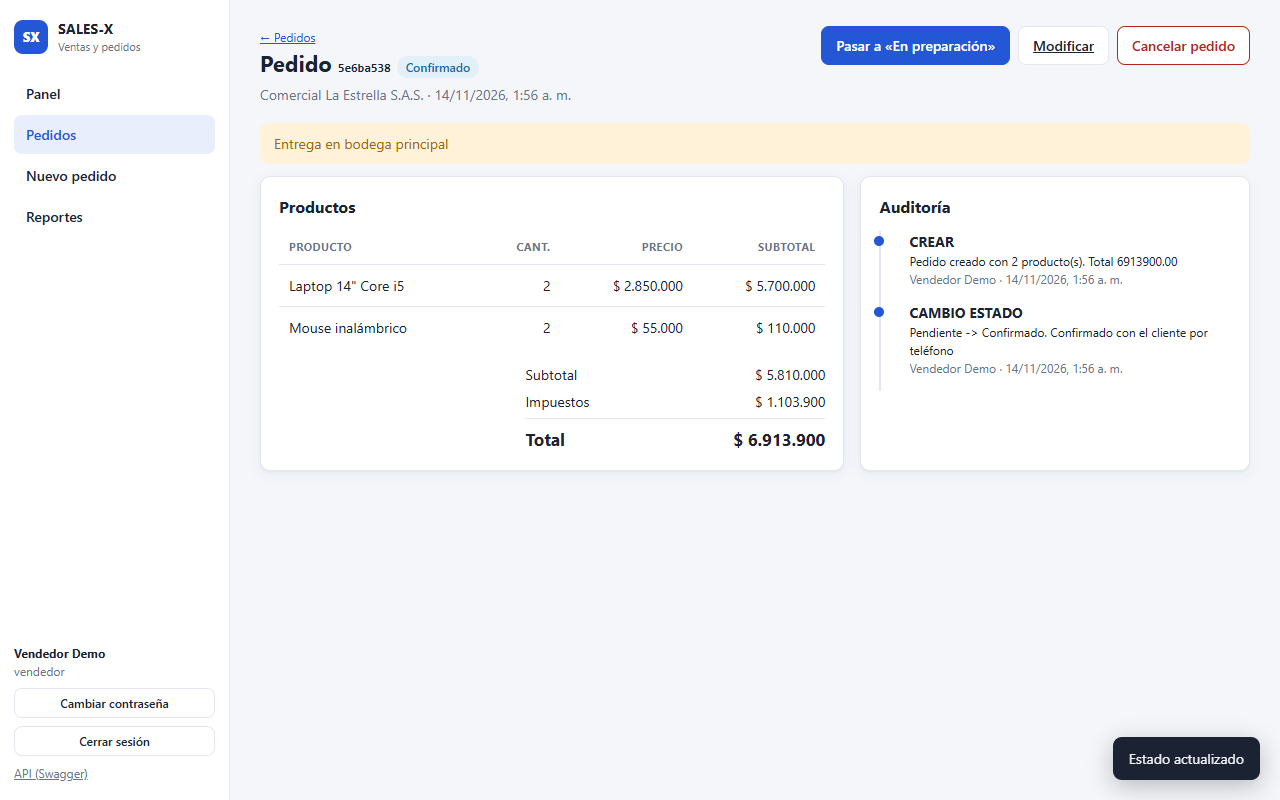 SX
SALES-X
Ventas y pedidos
Panel
Pedidos
Nuevo pedido
Reportes
Vendedor Demo
vendedor
Cambiar contraseña
Cerrar sesión
API (Swagger)
← Pedidos
Pedido 5e6ba538 Confirmado
Comercial La Estrella S.A.S. · 14/11/2026, 1:56 a. m.
Pasar a «En preparación» Modificar Cancelar pedido
Entrega en bodega principal
Productos
PRODUCTO CANT. PRECIO SUBTOTAL
Laptop 14" Core i5 2 $ 2.850.000 $ 5.700.000
Mouse inalámbrico 2 $ 55.000 $ 110.000
Subtotal $ 5.810.000
Impuestos $ 1.103.900
Total $ 6.913.900
Auditoría
CREAR
Pedido creado con 2 producto(s). Total 6913900.00
Vendedor Demo · 14/11/2026, 1:56 a. m.
CAMBIO ESTADO
Pendiente -> Confirmado. Confirmado con el cliente por
teléfono
Vendedor Demo · 14/11/2026, 1:56 a. m.
Estado actualizado